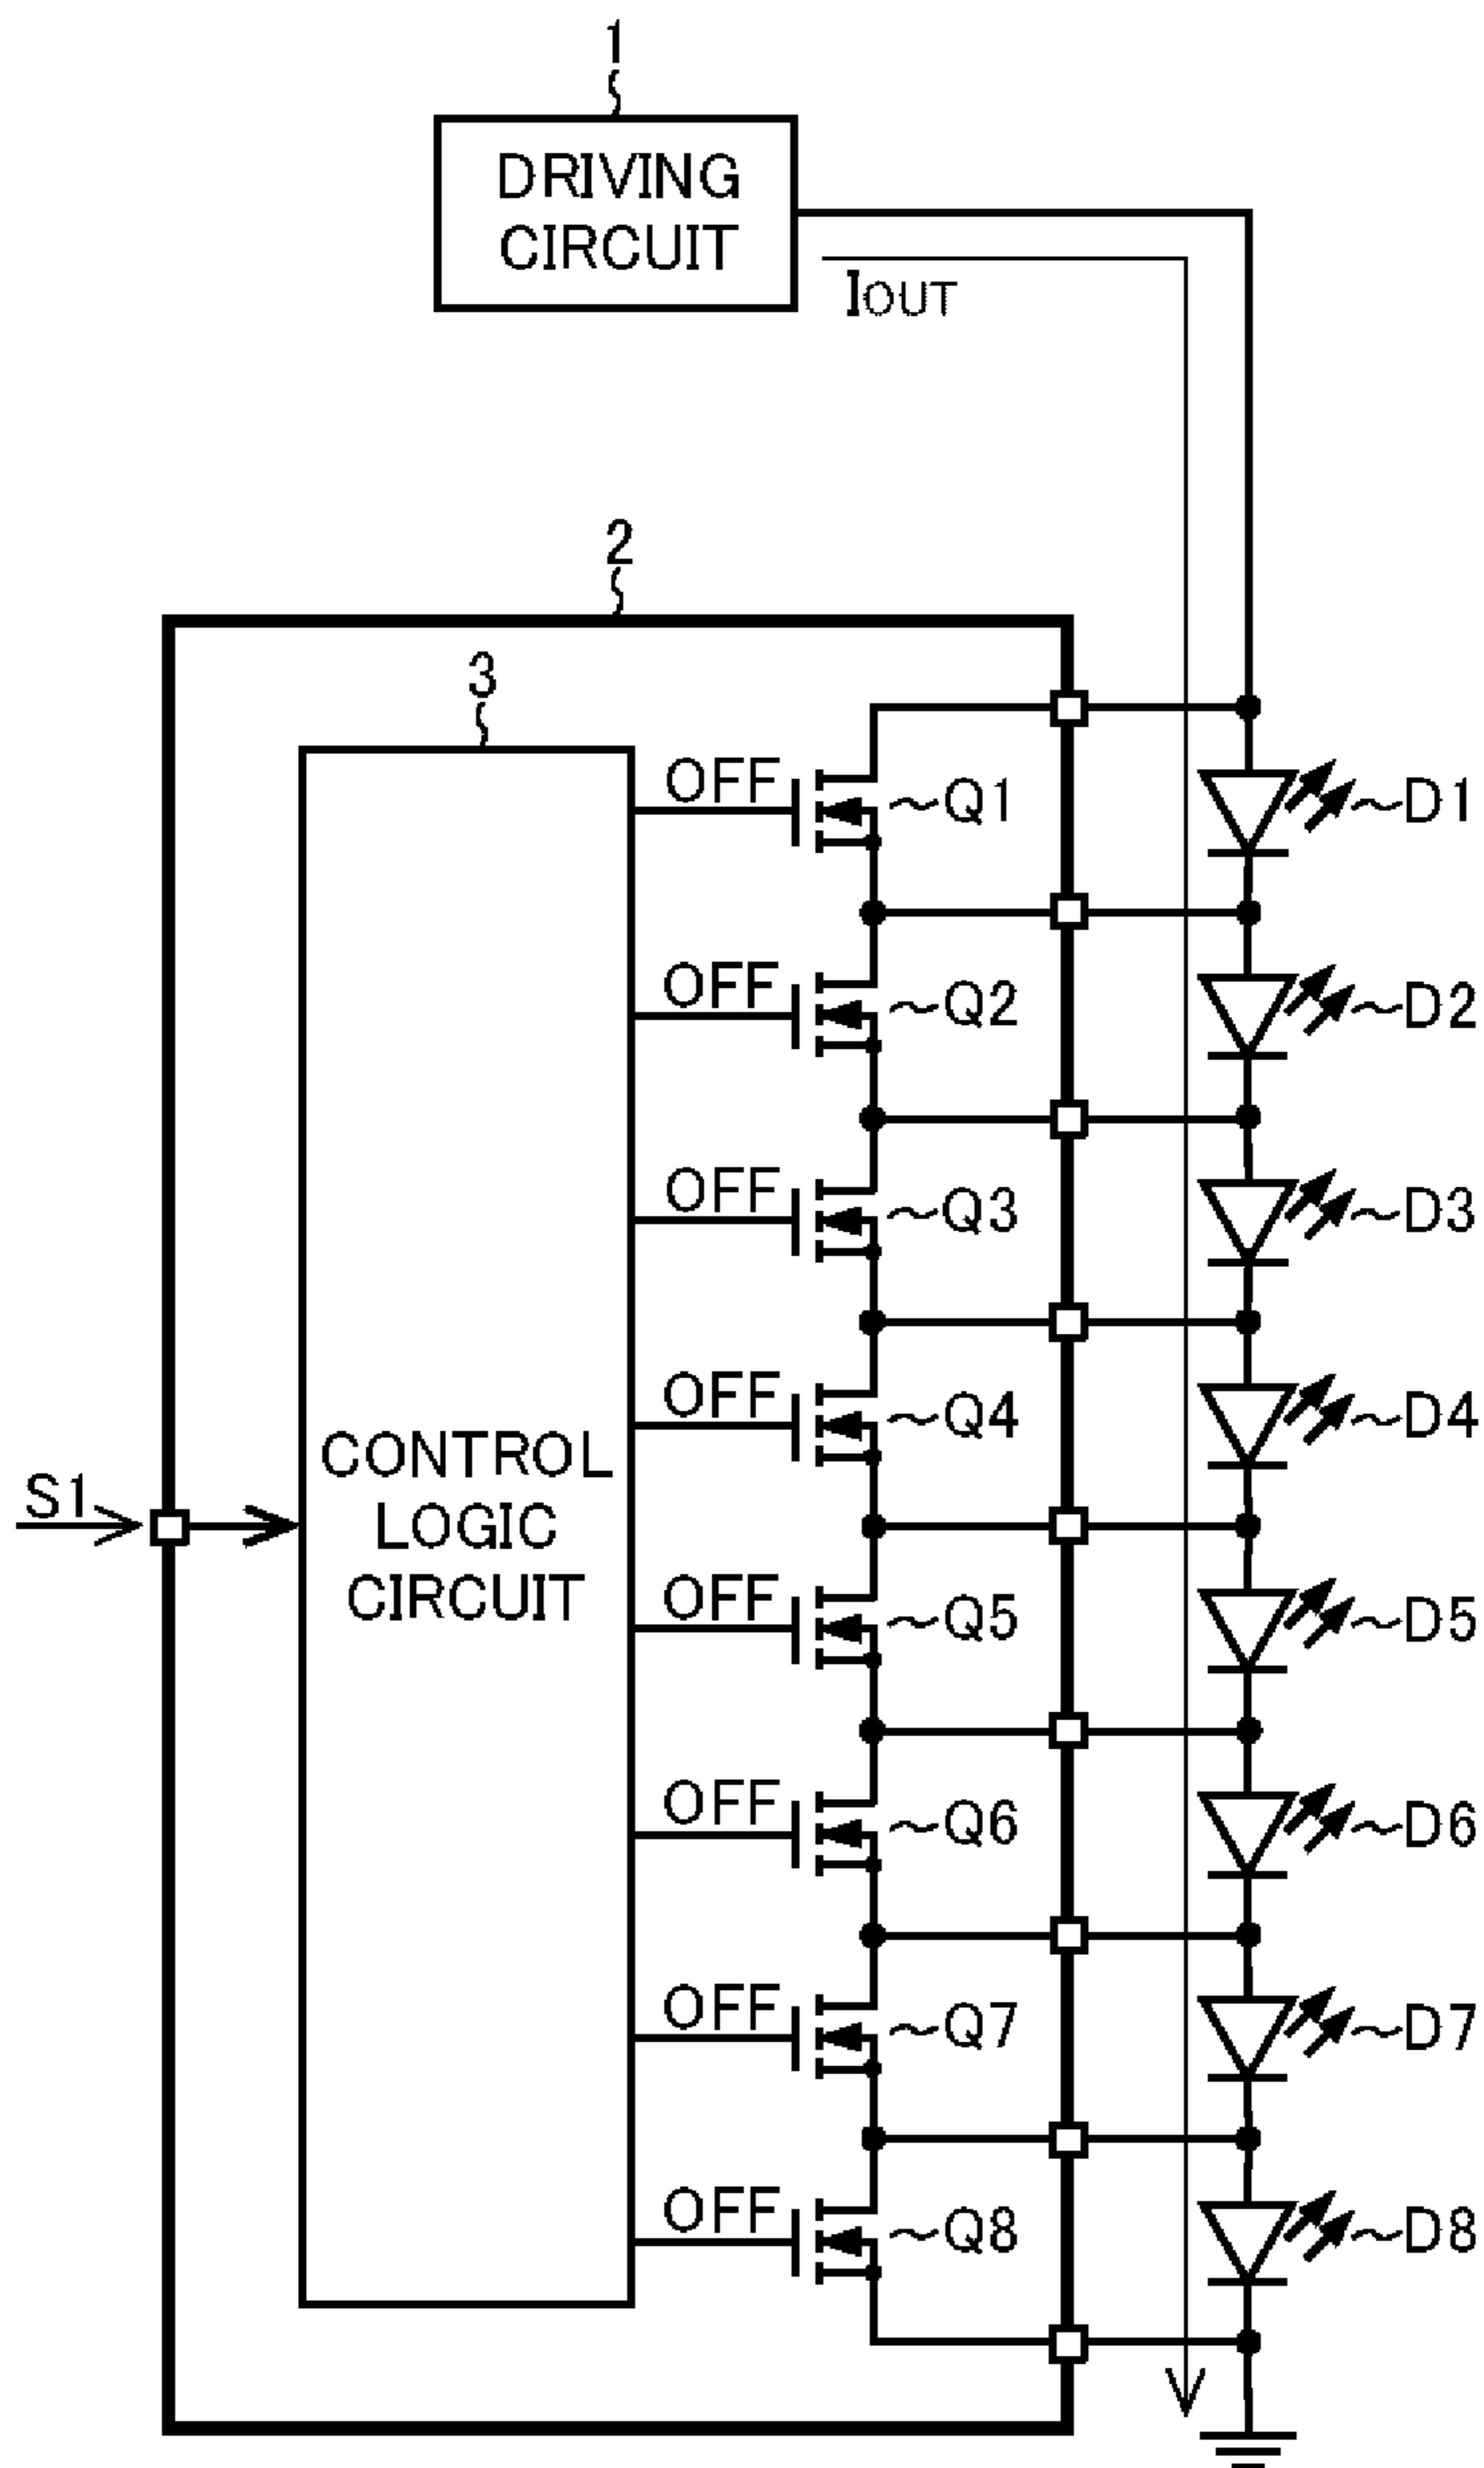 1
DRIVING
CIRCUIT
IOUT
2
3
OFF ~Q1 ~D1
OFF ~Q2 ~D2
OFF ~Q3 ~D3
OFF ~Q4 ~D4
CONTROL
LOGIC
CIRCUIT
S1
OFF ~Q5 ~D5
OFF ~Q6 ~D6
OFF ~Q7 ~D7
OFF ~Q8 ~D8